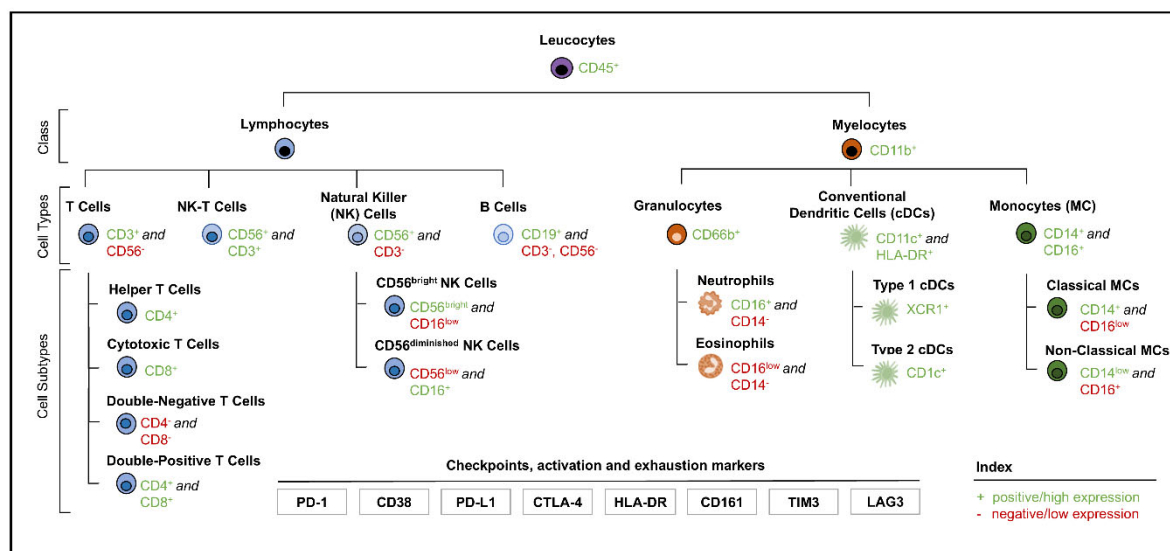 Leucocytes
CD45⁺
Class
Lymphocytes
Myelocytes
CD11b⁺
Cell Types
T Cells
CD3⁺ and
CD56⁻
NK-T Cells
CD56⁺ and
CD3⁺
Natural Killer
(NK) Cells
CD56⁺ and
CD3⁻
B Cells
CD19⁺ and
CD3⁻, CD56⁻
Granulocytes
CD66b⁺
Conventional
Dendritic Cells (cDCs)
CD11c⁺ and
HLA-DR⁺
Monocytes (MC)
CD14⁺ and
CD16⁺
Cell Subtypes
Helper T Cells
CD4⁺
Cytotoxic T Cells
CD8⁺
Double-Negative T Cells
CD4⁻ and
CD8⁻
Double-Positive T Cells
CD4⁺ and
CD8⁺
CD56ᵇʳⁱᵍʰᵗ NK Cells
CD56ᵇʳⁱᵍʰᵗ and
CD16ˡᵒʷ
CD56ᵈⁱᵐⁱⁿⁱˢʰᵉᵈ NK Cells
CD56ˡᵒʷ and
CD16⁺
Neutrophils
CD16⁺ and
CD14⁻
Eosinophils
CD16ˡᵒʷ and
CD14⁻
Type 1 cDCs
XCR1⁺
Type 2 cDCs
CD1c⁺
Classical MCs
CD14⁺ and
CD16ˡᵒʷ
Non-Classical MCs
CD14ˡᵒʷ and
CD16⁺
Checkpoints, activation and exhaustion markers
PD-1
CD38
PD-L1
CTLA-4
HLA-DR
CD161
TIM3
LAG3
Index
+ positive/high expression
- negative/low expression